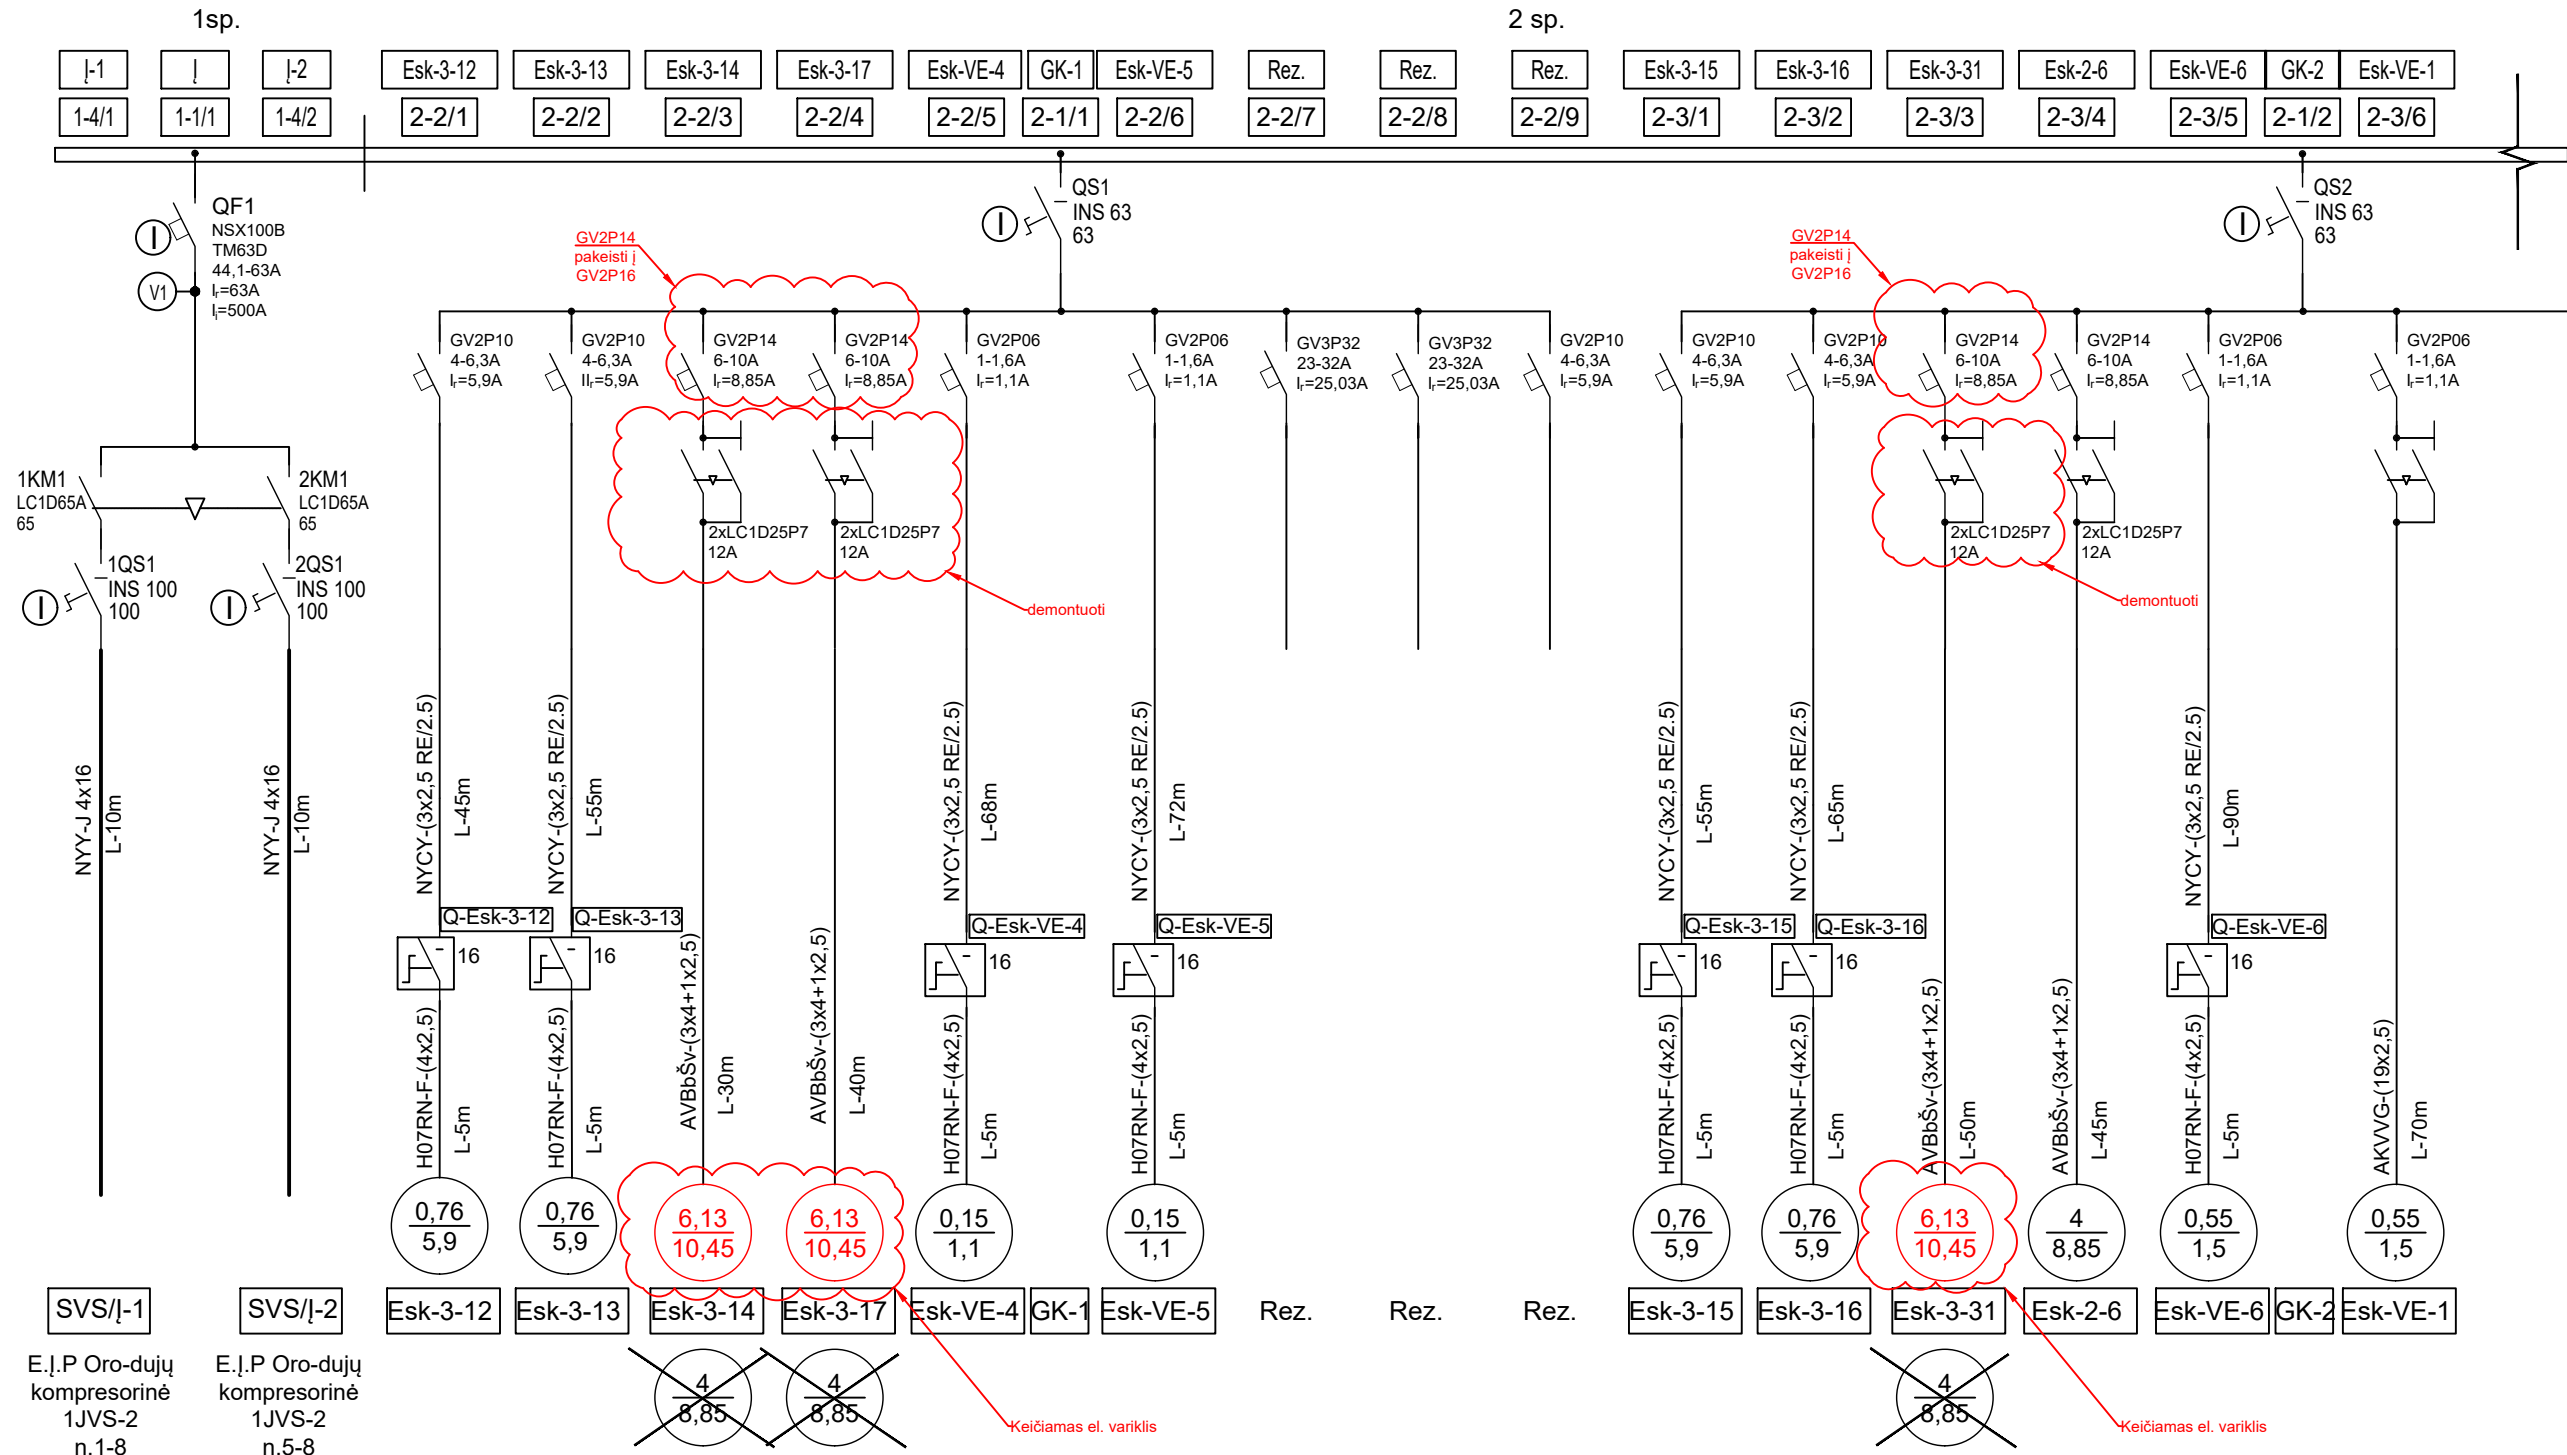 1sp.
2 sp.
Į-1
Į
Į-2
Esk-3-12
Esk-3-13
Esk-3-14
Esk-3-17
Esk-VE-4
GK-1
Esk-VE-5
Rez.
Rez.
Rez.
Esk-3-15
Esk-3-16
Esk-3-31
Esk-2-6
Esk-VE-6
GK-2
Esk-VE-1
1-4/1
1-1/1
1-4/2
2-2/1
2-2/2
2-2/3
2-2/4
2-2/5
2-1/1
2-2/6
2-2/7
2-2/8
2-2/9
2-3/1
2-3/2
2-3/3
2-3/4
2-3/5
2-1/2
2-3/6
QF1
NSX100B
TM63D
44,1-63A
Ir=63A
Ii=500A
V1
I
QS1
INS 63
63
I
QS2
INS 63
63
I
GV2P14
pakeisti į
GV2P16
GV2P14
pakeisti į
GV2P16
GV2P10
4-6,3A
Ir=5,9A
GV2P10
4-6,3A
IIr=5,9A
GV2P14
6-10A
Ir=8,85A
GV2P14
6-10A
Ir=8,85A
GV2P06
1-1,6A
Ir=1,1A
GV2P06
1-1,6A
Ir=1,1A
GV3P32
23-32A
Ir=25,03A
GV3P32
23-32A
Ir=25,03A
GV2P10
4-6,3A
Ir=5,9A
GV2P10
4-6,3A
Ir=5,9A
GV2P10
4-6,3A
Ir=5,9A
GV2P14
6-10A
Ir=8,85A
GV2P14
6-10A
Ir=8,85A
GV2P06
1-1,6A
Ir=1,1A
GV2P06
1-1,6A
Ir=1,1A
1KM1
LC1D65A
65
2KM1
LC1D65A
65
1QS1
INS 100
100
I
2QS1
INS 100
100
I
2xLC1D25P7
12A
2xLC1D25P7
12A
2xLC1D25P7
12A
2xLC1D25P7
12A
demontuoti
demontuoti
NYY-J 4x16
L-10m
NYY-J 4x16
L-10m
NYCY-(3x2,5 RE/2.5)
L-45m
NYCY-(3x2,5 RE/2.5)
L-55m
NYCY-(3x2,5 RE/2.5)
L-68m
NYCY-(3x2,5 RE/2.5)
L-72m
NYCY-(3x2,5 RE/2.5)
L-55m
NYCY-(3x2,5 RE/2.5)
L-65m
NYCY-(3x2,5 RE/2.5)
L-90m
Q-Esk-3-12
16
Q-Esk-3-13
16
Q-Esk-VE-4
16
Q-Esk-VE-5
16
Q-Esk-3-15
16
Q-Esk-3-16
16
Q-Esk-VE-6
16
H07RN-F-(4x2,5)
L-5m
H07RN-F-(4x2,5)
L-5m
AVBbŠv-(3x4+1x2,5)
L-30m
AVBbŠv-(3x4+1x2,5)
L-40m
H07RN-F-(4x2,5)
L-5m
H07RN-F-(4x2,5)
L-5m
H07RN-F-(4x2,5)
L-5m
H07RN-F-(4x2,5)
L-5m
AVBbŠv-(3x4+1x2,5)
L-50m
AVBbŠv-(3x4+1x2,5)
L-45m
H07RN-F-(4x2,5)
L-5m
AKVVG-(19x2,5)
L-70m
0,76
5,9
0,76
5,9
6,13
10,45
6,13
10,45
0,15
1,1
0,15
1,1
0,76
5,9
0,76
5,9
6,13
10,45
4
8,85
0,55
1,5
0,55
1,5
SVS/Į-1
SVS/Į-2
Esk-3-12
Esk-3-13
Esk-3-14
Esk-3-17
Esk-VE-4
GK-1
Esk-VE-5
Rez.
Rez.
Rez.
Esk-3-15
Esk-3-16
Esk-3-31
Esk-2-6
Esk-VE-6
GK-2
Esk-VE-1
E.Į.P Oro-dujų
kompresorinė
1JVS-2
n.1-8
E.Į.P Oro-dujų
kompresorinė
1JVS-2
n.5-8
4
8,85
4
8,85
4
8,85
Keičiamas el. variklis
Keičiamas el. variklis